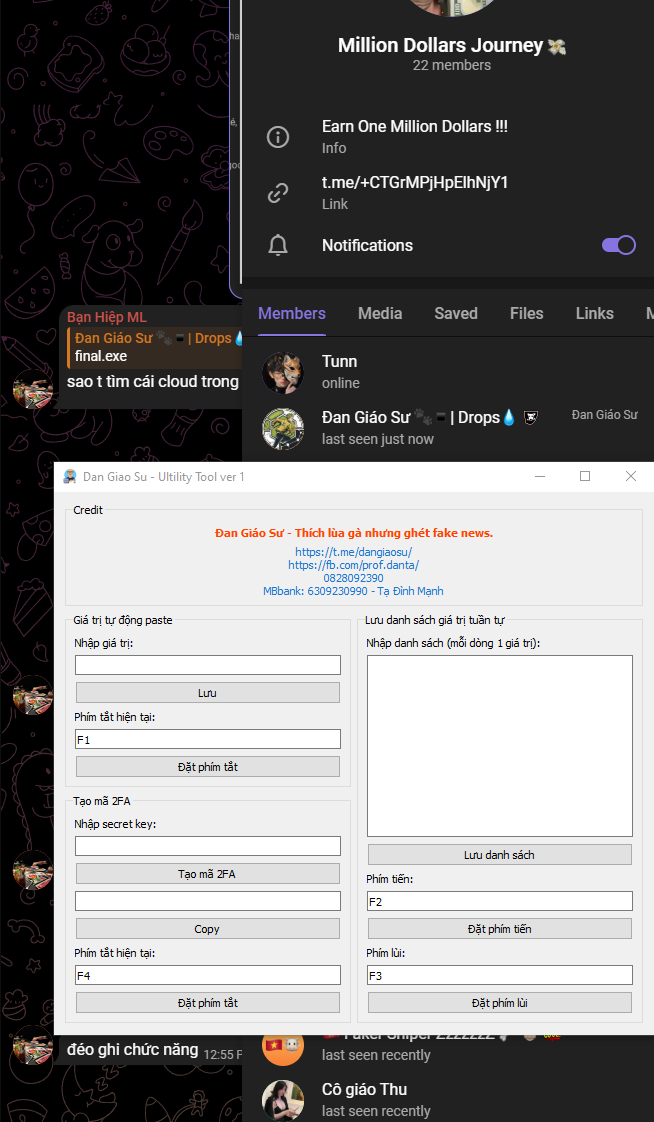 Million Dollars Journey 💸
22 members
Earn One Million Dollars !!!
Info
t.me/+CTGrMPjHpElhNjY1
Link
Notifications
Members Media Saved Files Links
Tunn
online
Đan Giáo Sư 🐾▪️| Drops💧
Đan Giáo Sư
last seen just now
Bạn Hiệp ML
Đan Giáo Sư 🐾▪️| Drops💧
final.exe
sao t tìm cái cloud trong
Dan Giao Su - Ultility Tool ver 1
Credit
Đan Giáo Sư - Thích lùa gà nhưng ghét fake news.
https://t.me/dangiaosu/
https://fb.com/prof.danta/
0828092390
MBbank: 6309230990 - Tạ Đình Mạnh
Giá trị tự động paste
Nhập giá trị:
Lưu
Phím tắt hiện tại:
F1
Đặt phím tắt
Tạo mã 2FA
Nhập secret key:
Tạo mã 2FA
Copy
Phím tắt hiện tại:
F4
Đặt phím tắt
Lưu danh sách giá trị tuần tự
Nhập danh sách (mỗi dòng 1 giá trị):
Lưu danh sách
Phím tiến:
F2
Đặt phím tiến
Phím lùi:
F3
Đặt phím lùi
đéo ghi chức năng 12:55
last seen recently
Cô giáo Thu
last seen recently